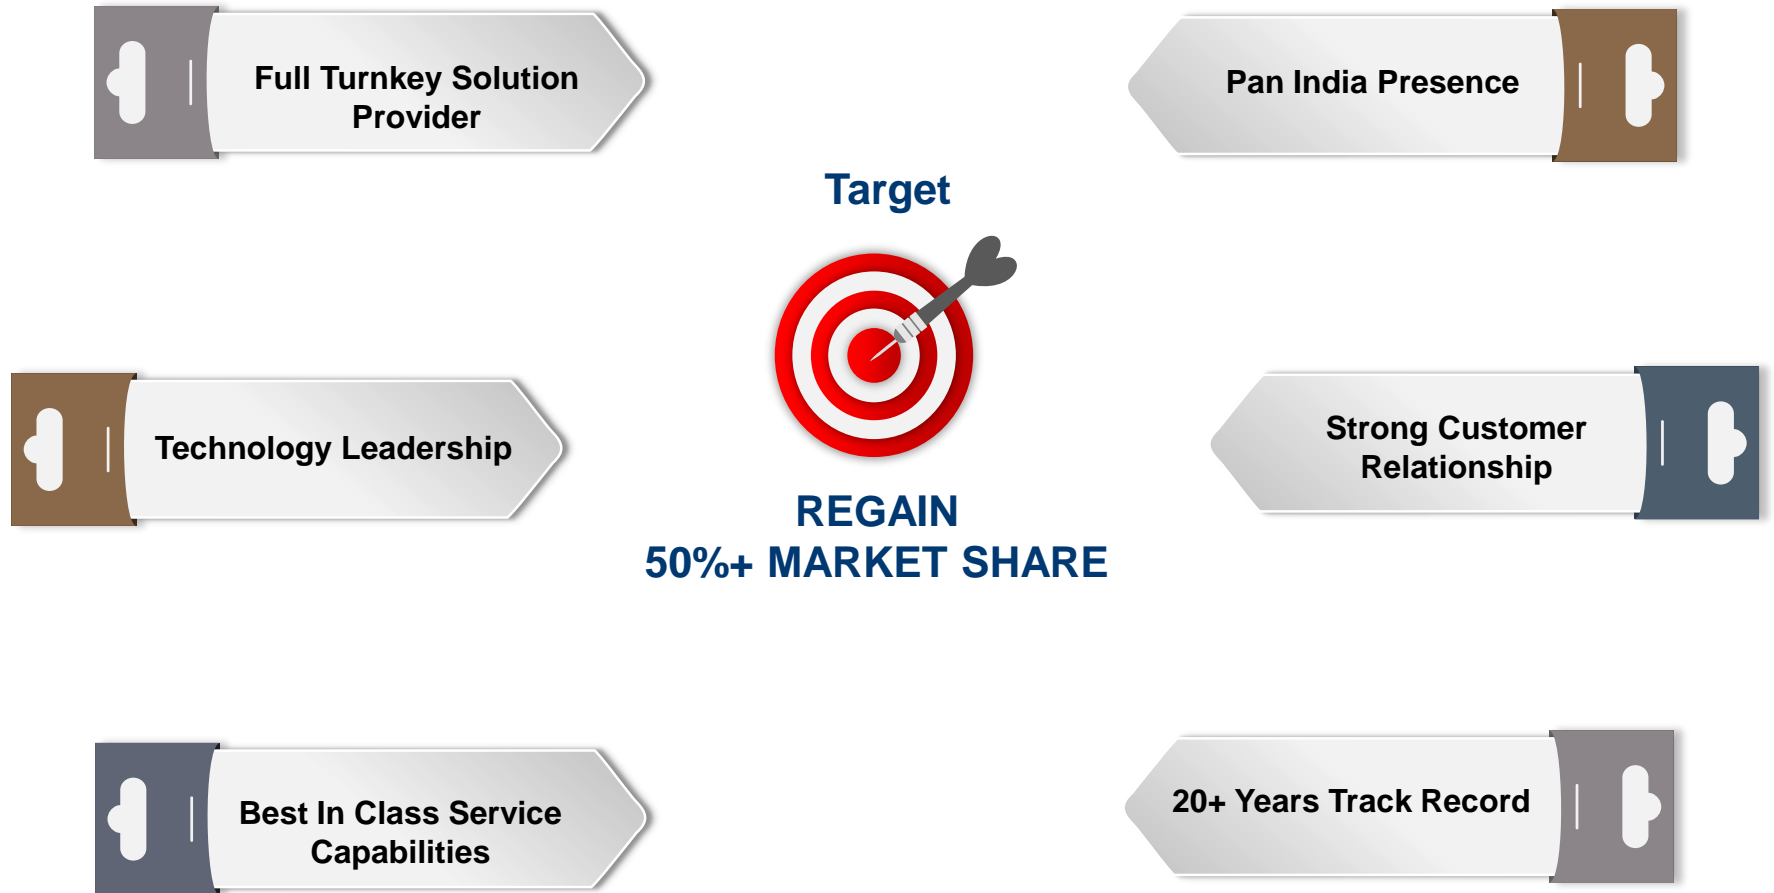 Full Turnkey Solution
Provider
Pan India Presence
Target
Technology Leadership
Strong Customer
Relationship
REGAIN
50%+ MARKET SHARE
Best In Class Service
Capabilities
20+ Years Track Record